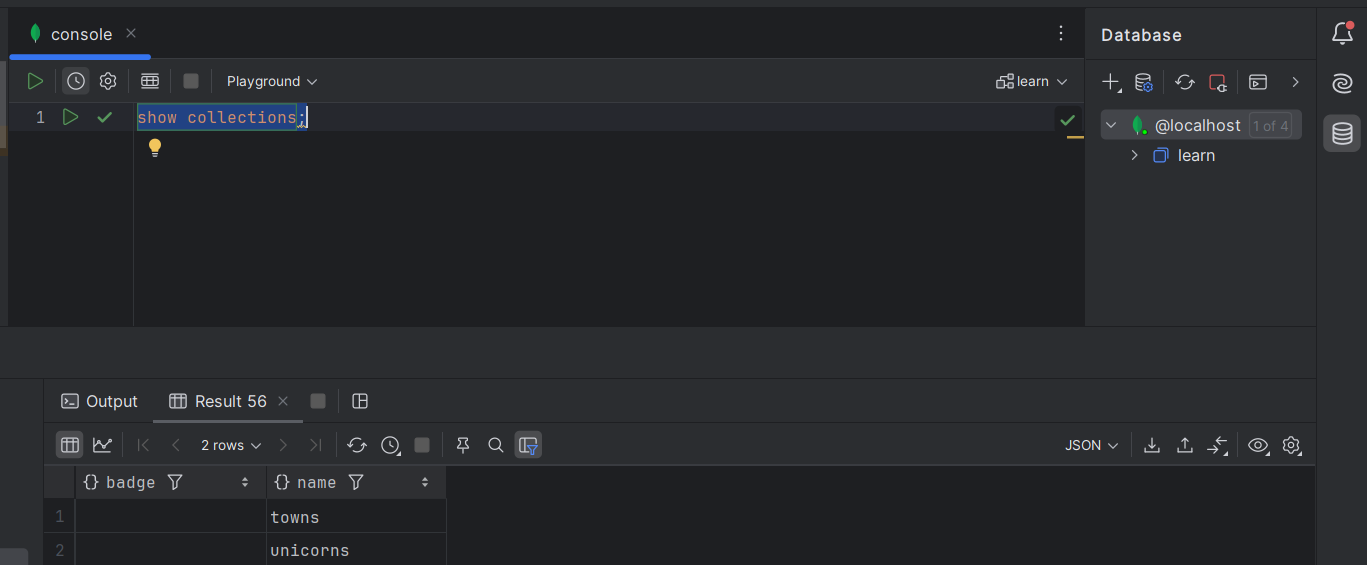 console
Database
Playground
learn
1
show collections;
@localhost 1 of 4
learn
Output
Result 56
2 rows
JSON
{} badge
{} name
1
towns
2
unicorns